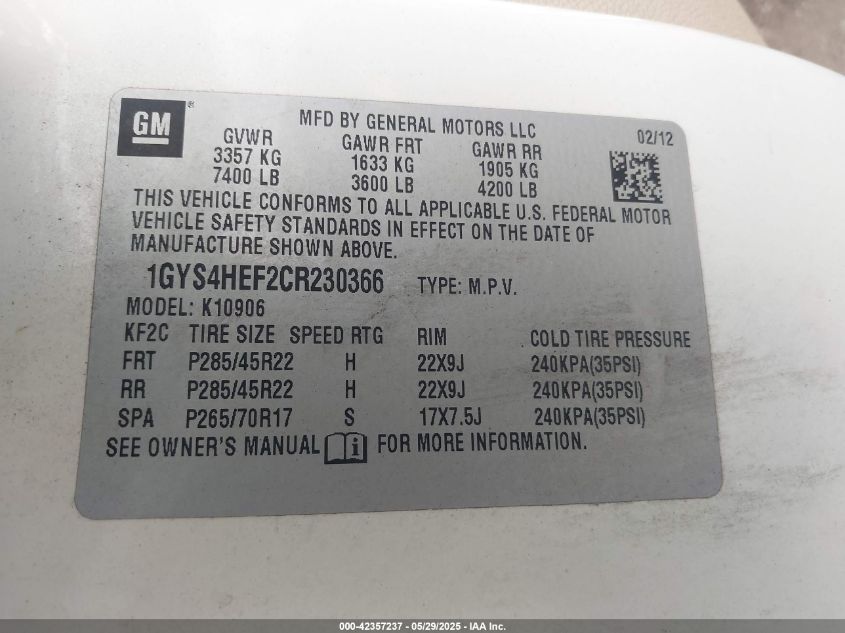 GM ®
MFD BY GENERAL MOTORS LLC 02/12
GVWR GAWR FRT GAWR RR
3357 KG 1633 KG 1905 KG
7400 LB 3600 LB 4200 LB
THIS VEHICLE CONFORMS TO ALL APPLICABLE U.S. FEDERAL MOTOR
VEHICLE SAFETY STANDARDS IN EFFECT ON THE DATE OF
MANUFACTURE SHOWN ABOVE.
1GYS4HEF2CR230366 TYPE: M.P.V.
MODEL: K10906
KF2C TIRE SIZE SPEED RTG RIM COLD TIRE PRESSURE
FRT P285/45R22 H 22X9J 240KPA(35PSI)
RR P285/45R22 H 22X9J 240KPA(35PSI)
SPA P265/70R17 S 17X7.5J 240KPA(35PSI)
SEE OWNER'S MANUAL i FOR MORE INFORMATION.
000-42357237 - 05/29/2025 - IAA Inc.